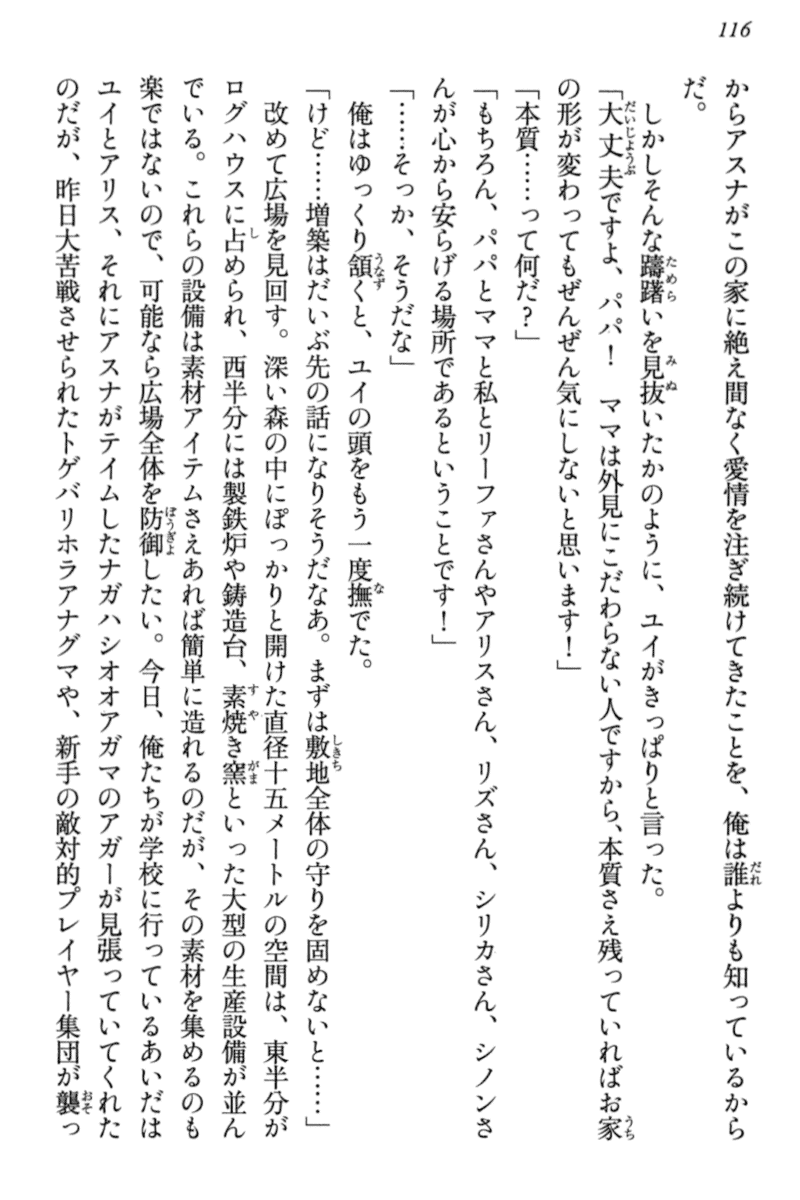 116
からアスナがこの家に絶え間なく愛情を注ぎ続けてきたことを、俺は誰よりも知っているから
だ。
しかしそんな躊躇いを見抜いたかのように、ユイがきっぱりと言った。
「大丈夫ですよ、パパ！　ママは外見にこだわらない人ですから、本質さえ残っていればお家
の形が変わってもぜんぜん気にしないと思います！」
「本質……って何だ？」
「もちろん、パパとママと私とリーファさんやアリスさん、リズさん、シリカさん、シノンさ
んが心から安らげる場所であるということです！」
「……そっか、そうだな」
俺はゆっくり頷くと、ユイの頭をもう一度撫でた。
「けど……増築はだいぶ先の話になりそうだなあ。まずは敷地全体の守りを固めないと……」
改めて広場を見回す。深い森の中にぽっかりと開けた直径十五メートルの空間は、東半分が
ログハウスに占められ、西半分には製鉄炉や鋳造台、素焼き窯といった大型の生産設備が並ん
でいる。これらの設備は素材アイテムさえあれば簡単に造れるのだが、その素材を集めるのも
楽ではないので、可能なら広場全体を防御したい。今日、俺たちが学校に行っているあいだは
ユイとアリス、それにアスナがテイムしたナガハシオオアガマのアガーが見張っていてくれた
のだが、昨日大苦戦させられたトゲバリホラアナグマや、新手の敵対的プレイヤー集団が襲っ